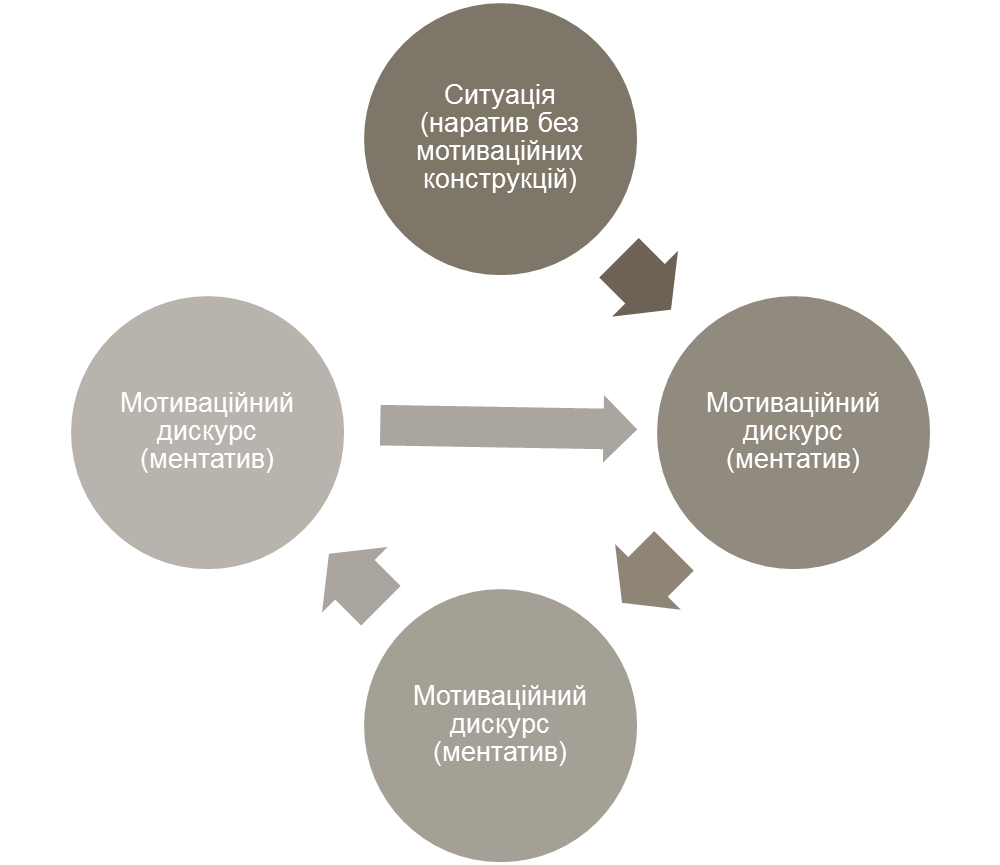 Ситуація
(наратив без
мотиваційних
конструкцій)
Мотиваційний
дискурс
(ментатив)
Мотиваційний
дискурс
(ментатив)
Мотиваційний
дискурс
(ментатив)